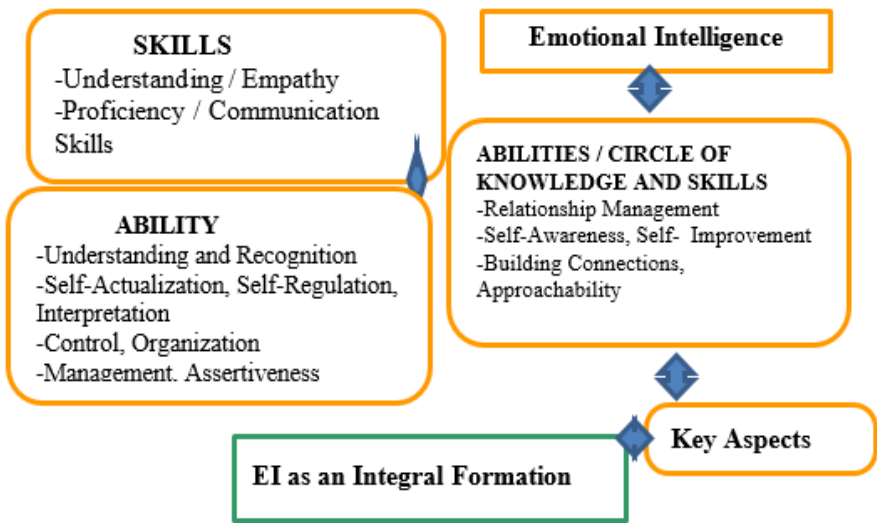 SKILLS
-Understanding / Empathy
-Proficiency / Communication
Skills
ABILITY
-Understanding and Recognition
-Self-Actualization, Self-Regulation,
Interpretation
-Control, Organization
-Management, Assertiveness
Emotional Intelligence
ABILITIES / CIRCLE OF
KNOWLEDGE AND SKILLS
-Relationship Management
-Self-Awareness, Self- Improvement
-Building Connections,
Approachability
Key Aspects
EI as an Integral Formation